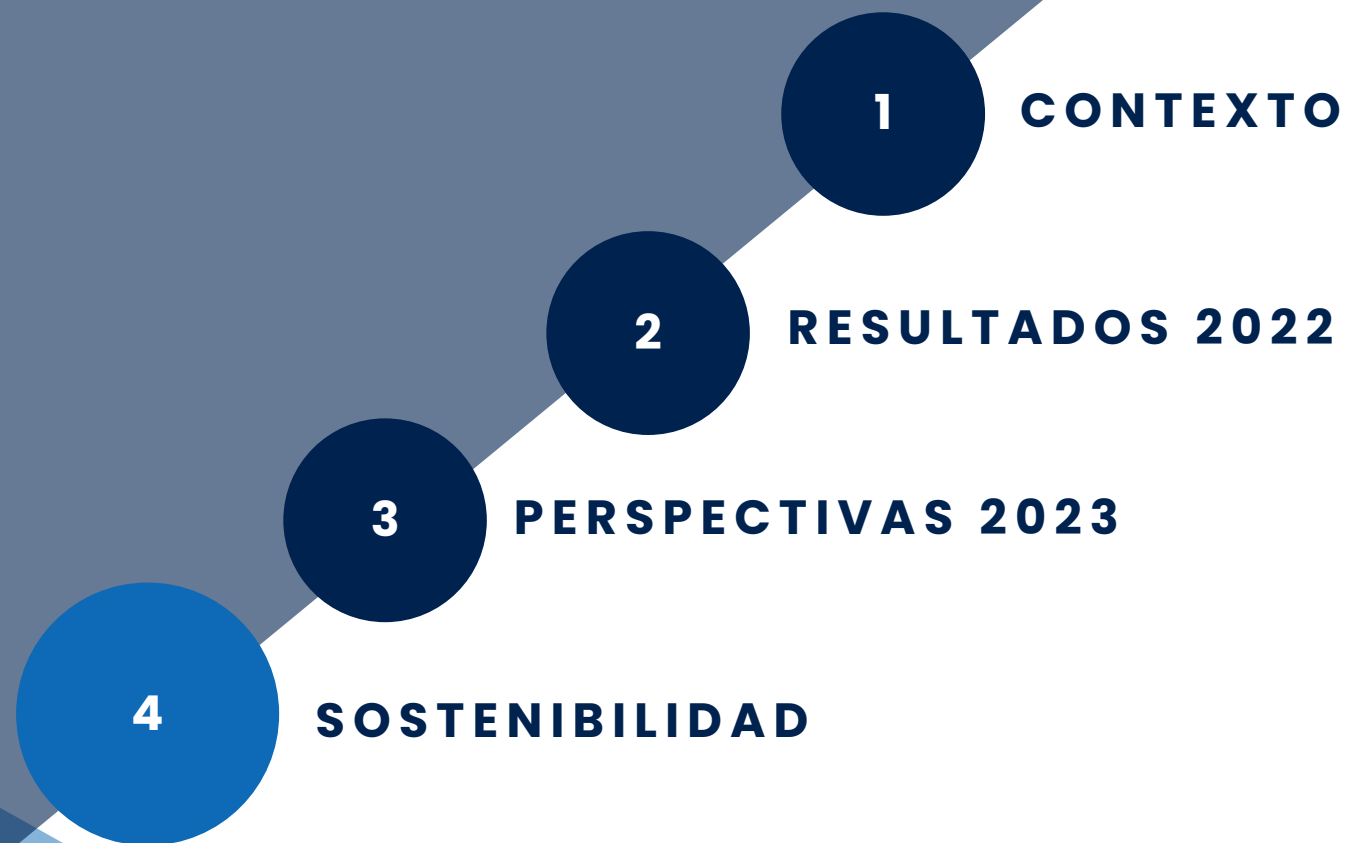 1 CONTEXTO
2 RESULTADOS 2022
3 PERSPECTIVAS 2023
4 SOSTENIBILIDAD